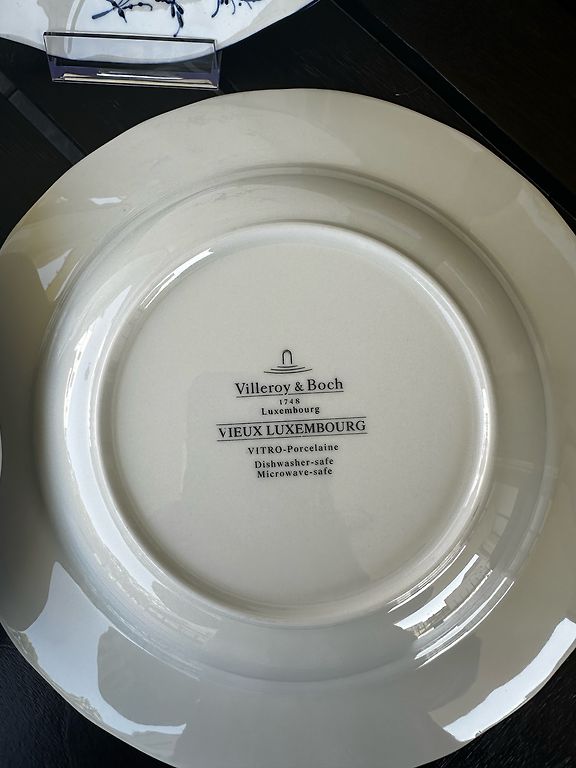 Villeroy & Boch
1748
Luxembourg
VIEUX LUXEMBOURG
VITRO-Porcelaine
Dishwasher-safe
Microwave-safe